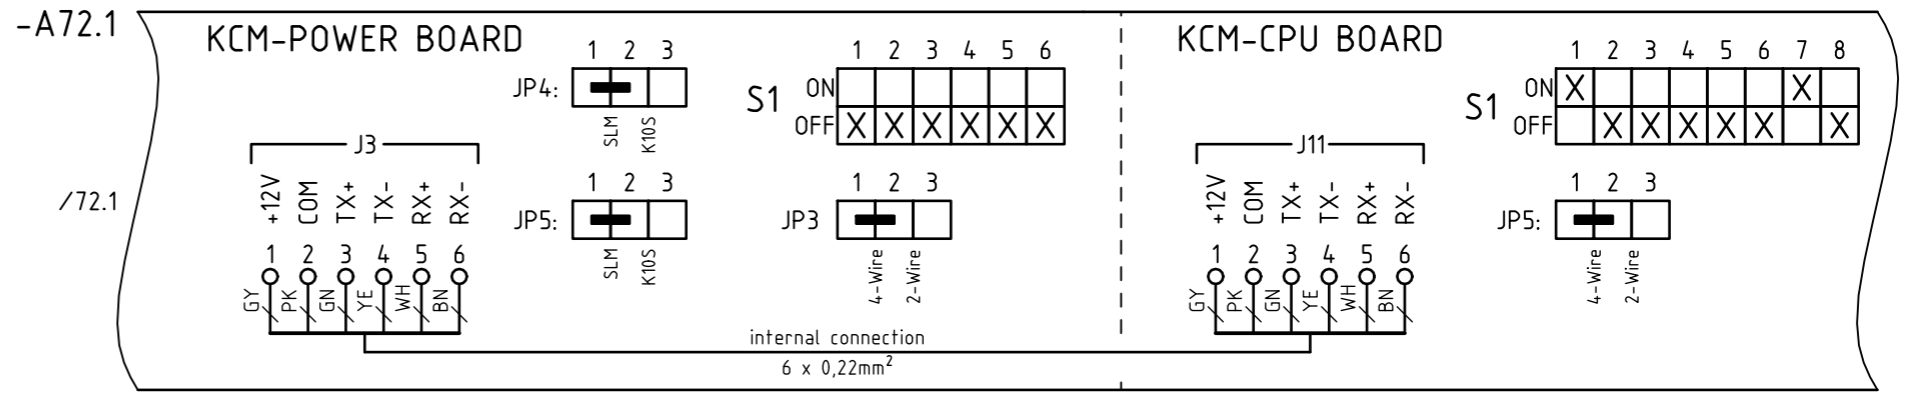 -A72.1
/72.1
KCM-POWER BOARD
1 2 3
JP4:
SLM K10S
1 2 3
JP5:
SLM K10S
1 2 3 4 5 6
S1
ON
OFF X X X X X X
1 2 3
JP3
4-Wire 2-Wire
J3
+12V COM TX+ TX- RX+ RX-
1 2 3 4 5 6
GY PK GN YE WH BN
internal connection
6 x 0,22mm²
KCM-CPU BOARD
1 2 3 4 5 6 7 8
S1
ON X X
OFF X X X X X X
1 2 3
JP5:
4-Wire 2-Wire
J11
+12V COM TX+ TX- RX+ RX-
1 2 3 4 5 6
GY PK GN YE WH BN